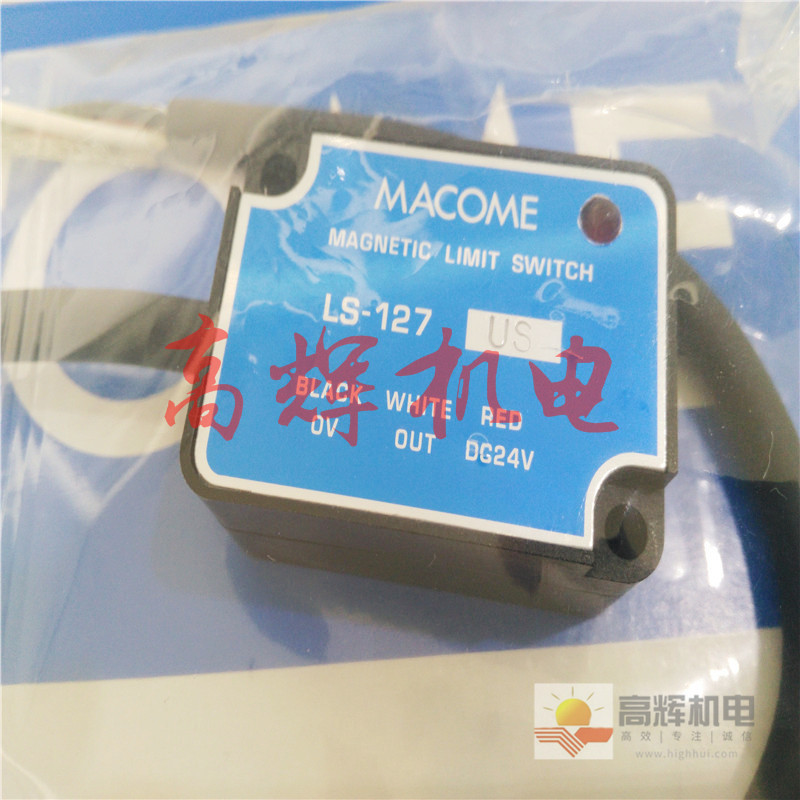 MACOME
MAGNETIC LIMIT SWITCH
LS-127 US
高辉机电
BLACK WHITE RED
0V OUT DG24V
高辉机电
高效 | 专注 | 诚信
www.highhui.com